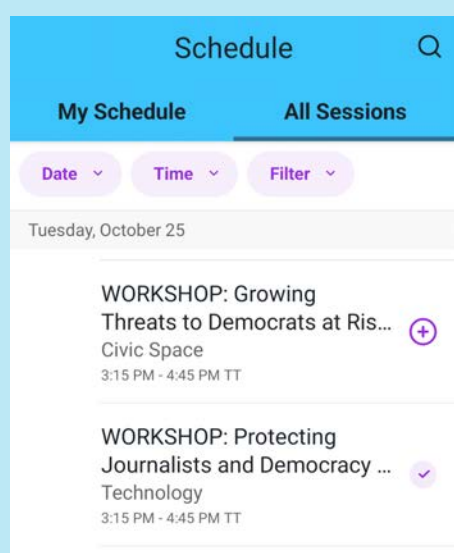 Schedule
My Schedule All Sessions
Date Time Filter
Tuesday, October 25
WORKSHOP: Growing
Threats to Democrats at Ris...
Civic Space
3:15 PM - 4:45 PM TT
WORKSHOP: Protecting
Journalists and Democracy ...
Technology
3:15 PM - 4:45 PM TT